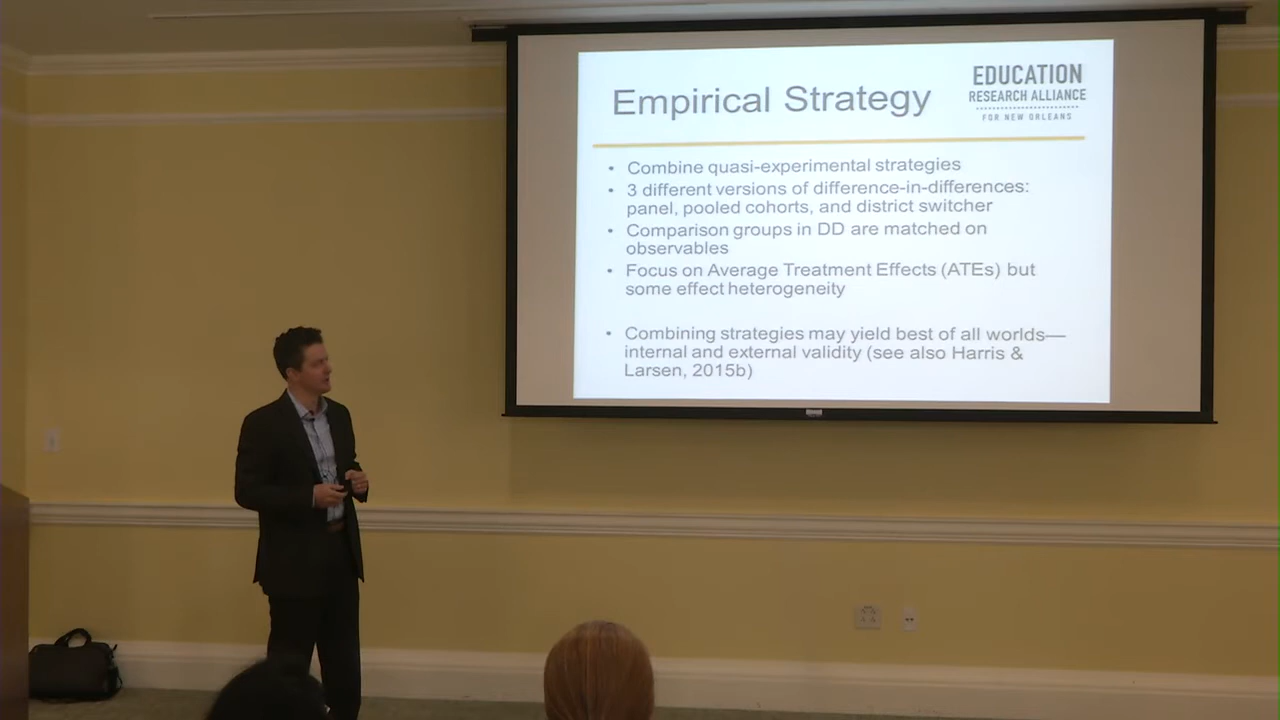 Empirical Strategy
EDUCATION
RESEARCH ALLIANCE
FOR NEW ORLEANS
• Combine quasi-experimental strategies
• 3 different versions of difference-in-differences:
panel, pooled cohorts, and district switcher
• Comparison groups in DD are matched on
observables
• Focus on Average Treatment Effects (ATEs) but
some effect heterogeneity
• Combining strategies may yield best of all worlds—
internal and external validity (see also Harris &
Larsen, 2015b)